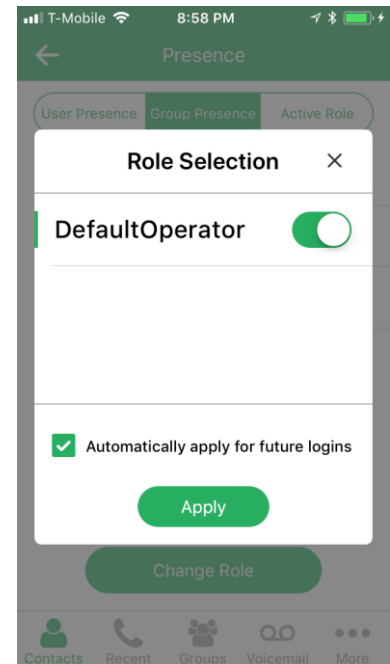 T-Mobile 8:58 PM
Presence
User Presence Group Presence Active Role
Role Selection
DefaultOperator
Automatically apply for future logins
Apply
Change Role
Contacts Recent Groups Voicemail More